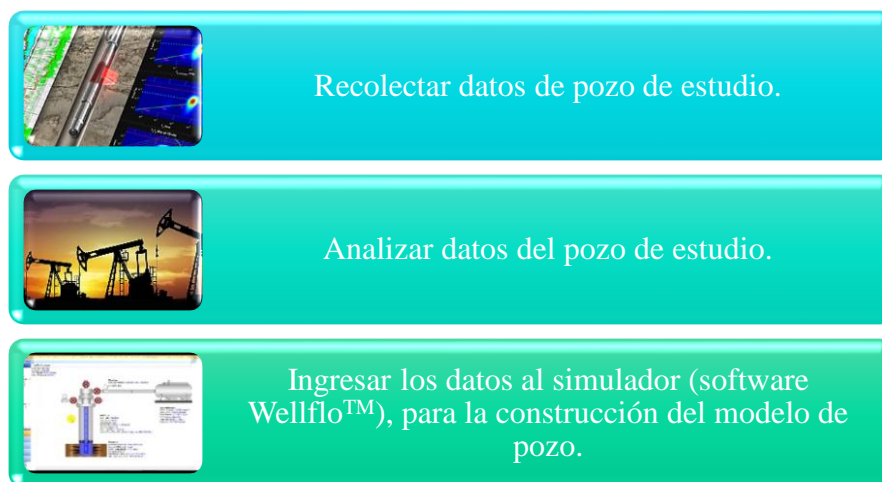 Recolectar datos de pozo de estudio.
Analizar datos del pozo de estudio.
Ingresar los datos al simulador (software
Wellflo™), para la construcción del modelo de
pozo.